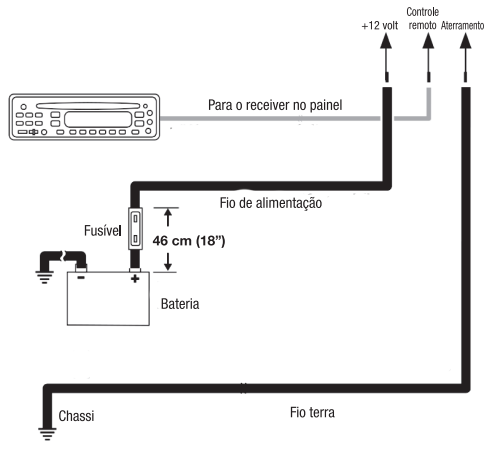 Controle
+12 volt remoto Aterramento
Para o receiver no painel
Fio de alimentação
Fusível
46 cm (18”)
- +
Bateria
Chassi
Fio terra